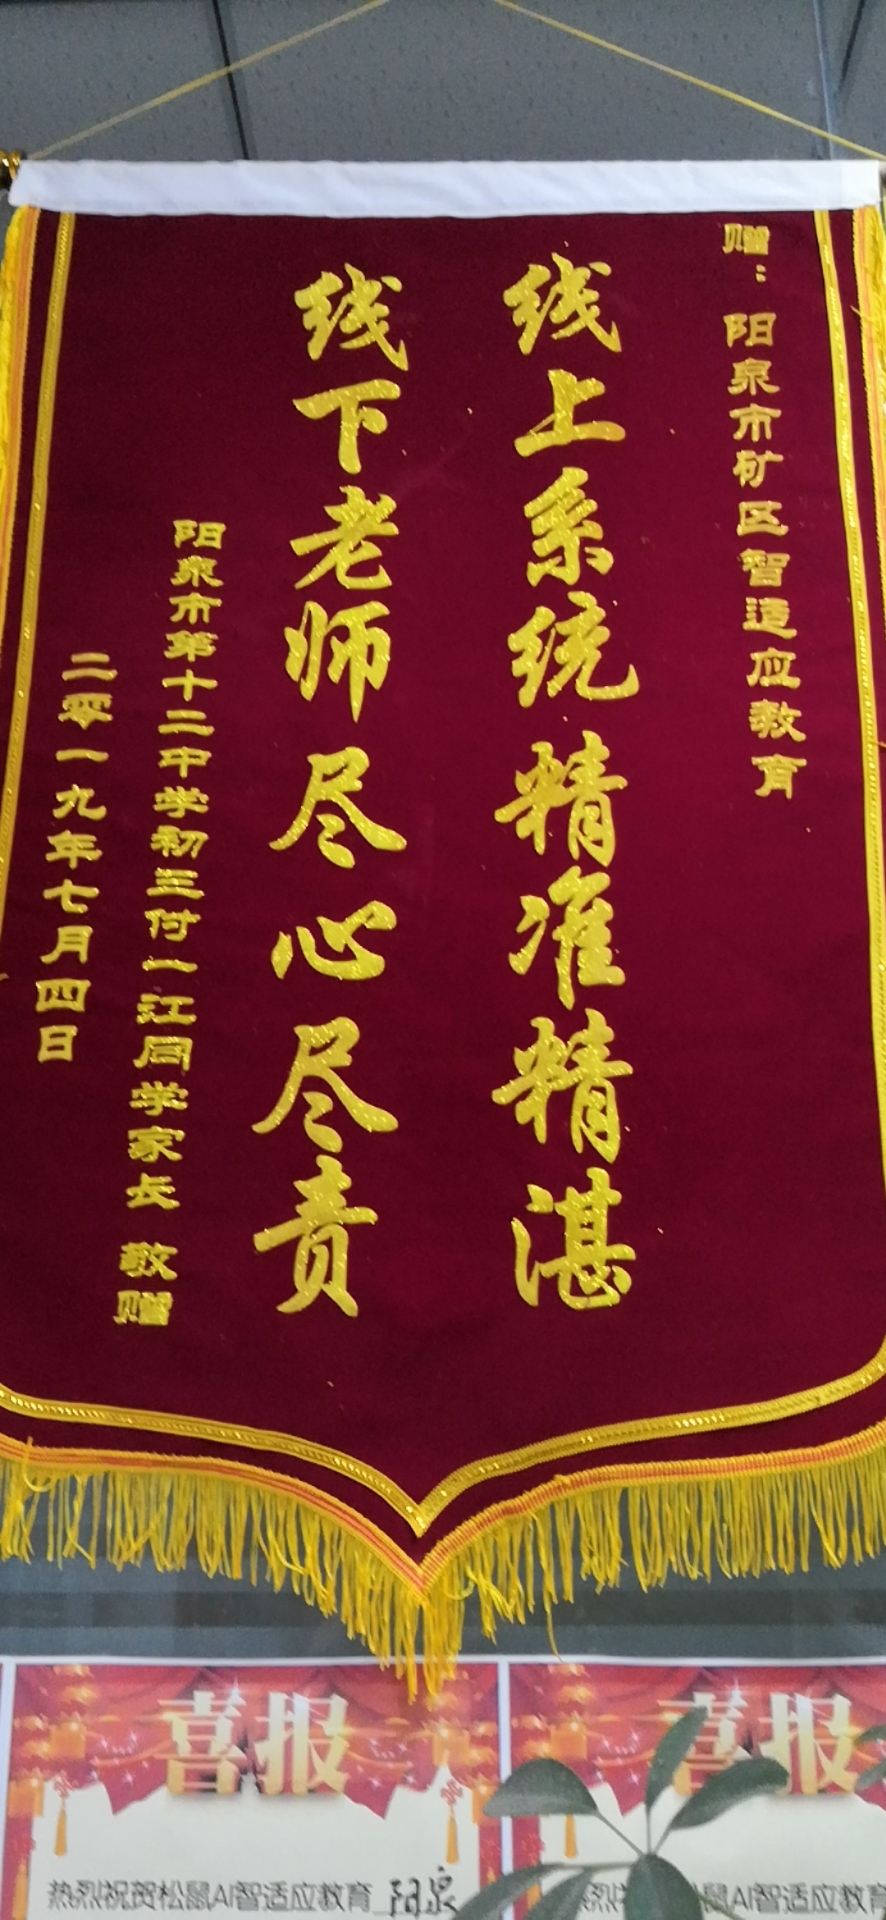 赠：阳泉市矿区智适应教育
线上系统精准精湛
线下老师尽心尽责
阳泉市第十二中学初三付一江同学家长 敬赠
二零一九年七月四日
喜报
热烈祝贺松鼠AI智适应教育 阳泉
喜报
鼠AI智适应教育